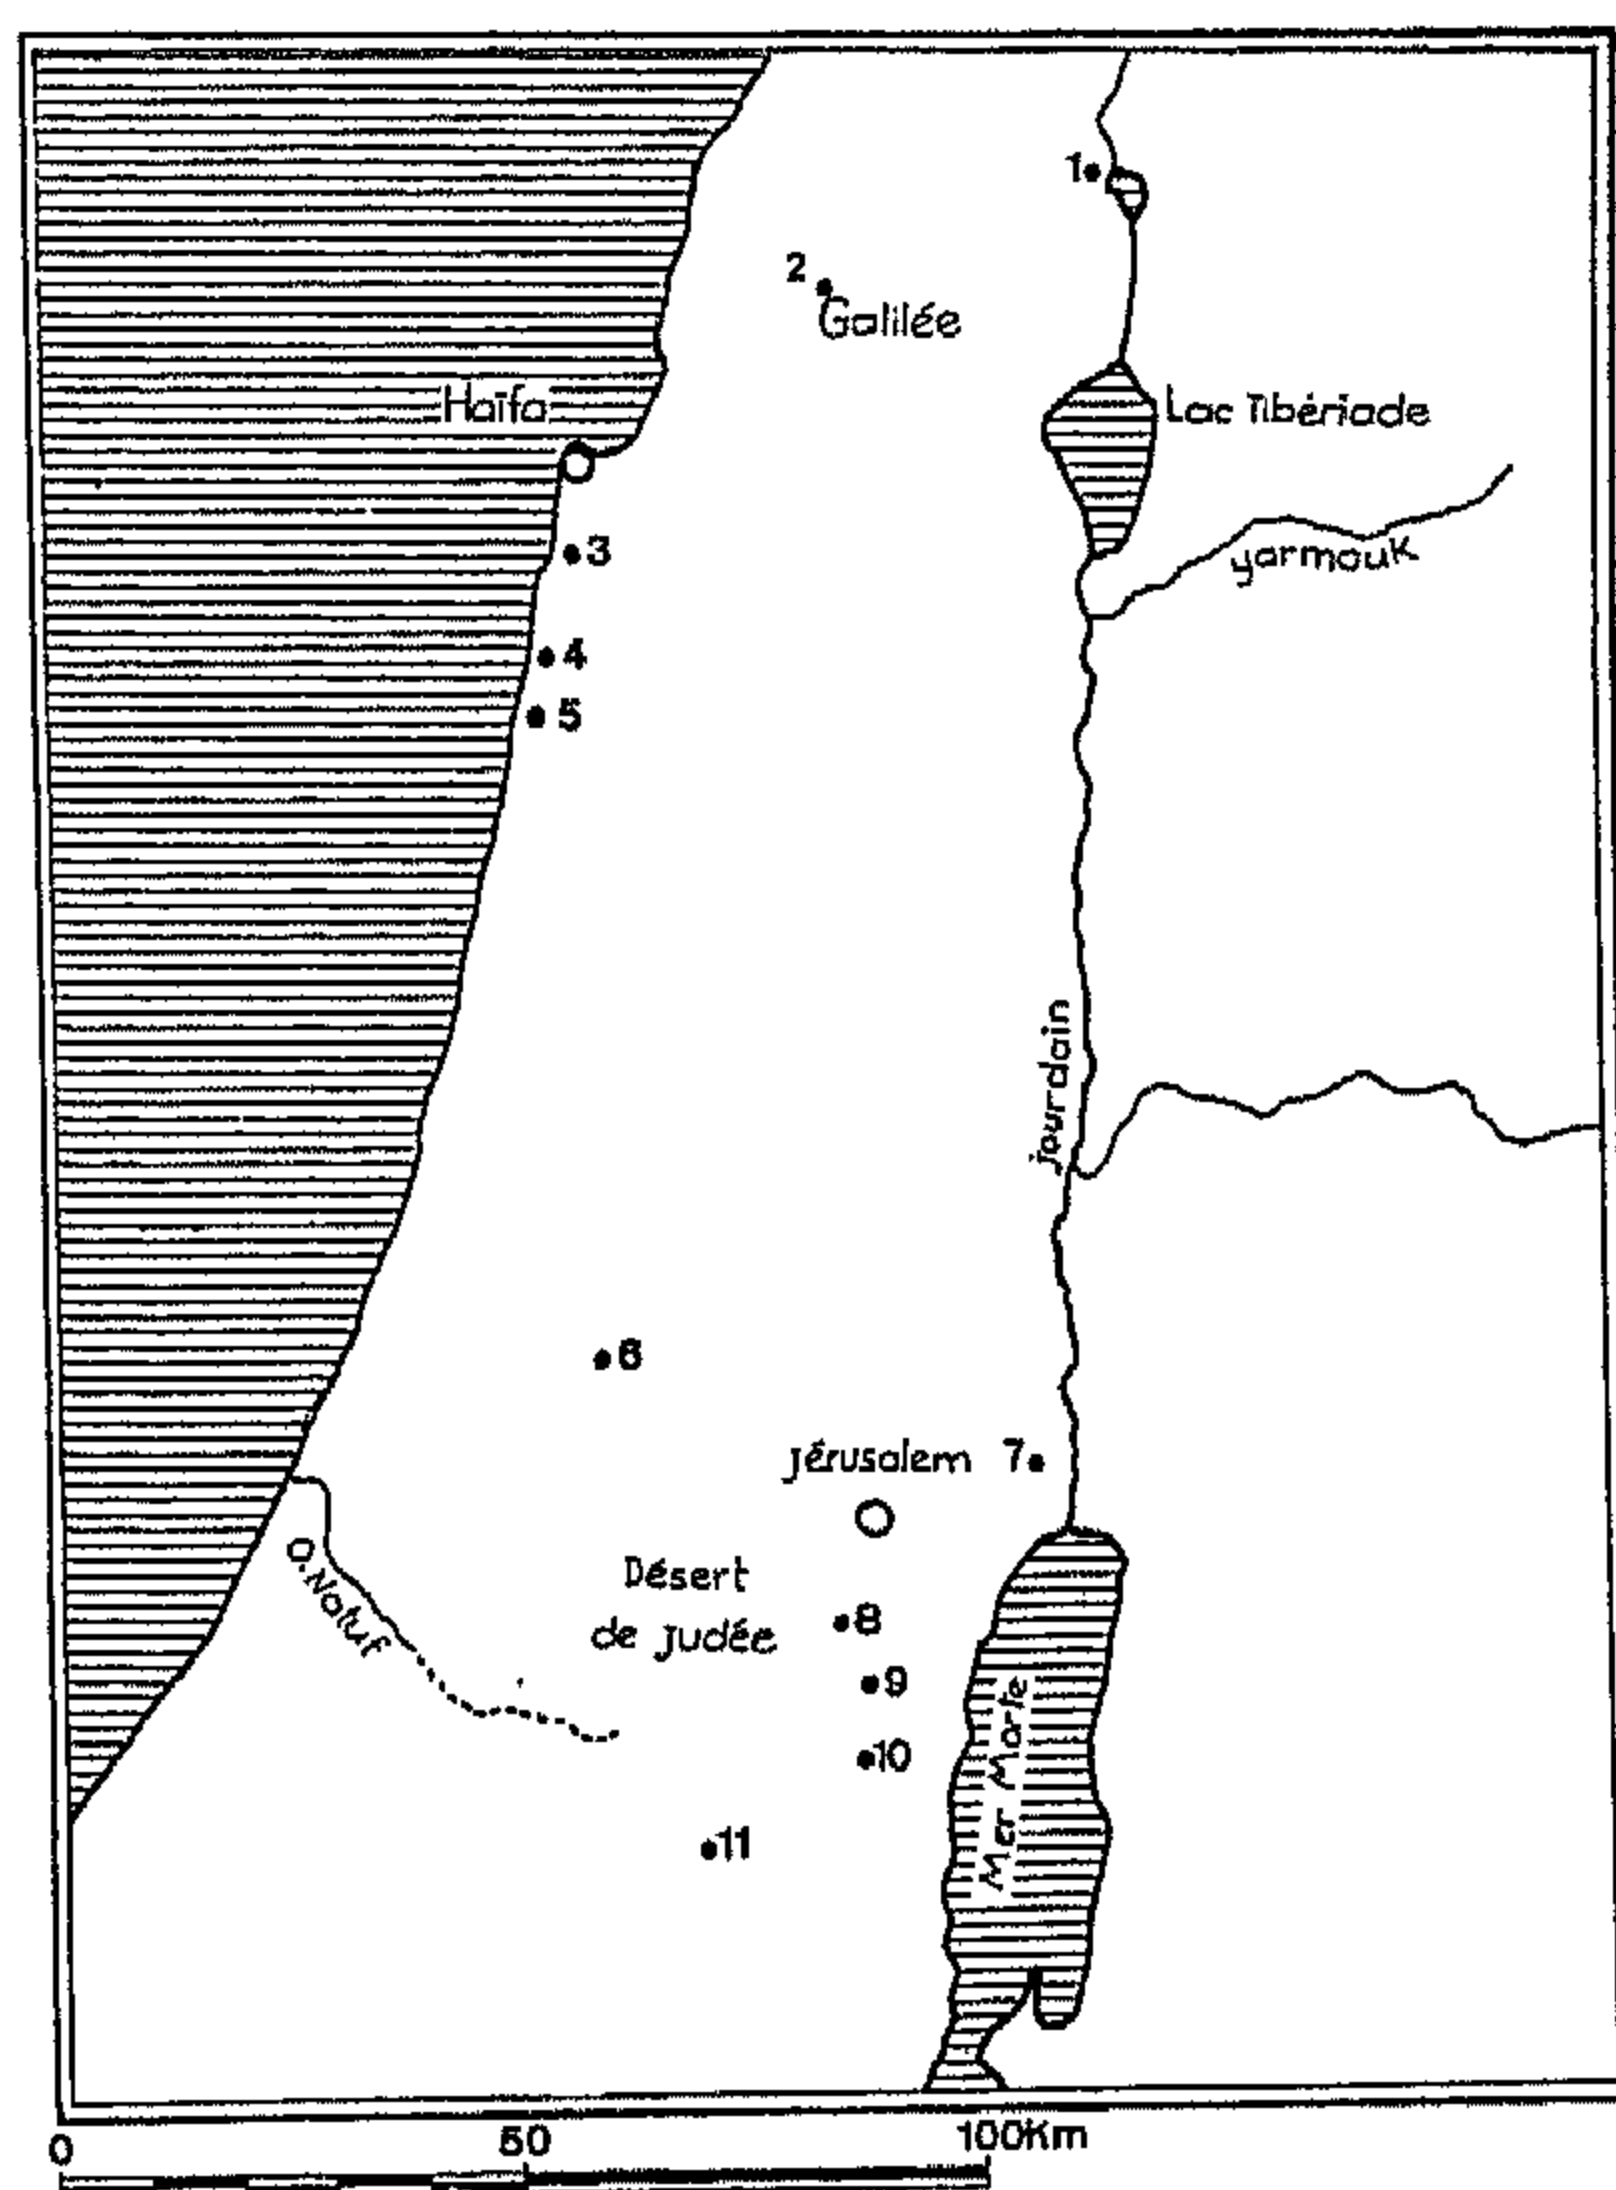 1
2
Galilée
Haïfa
Lac Tibériade
3
yarmouk
4
5
jourdain
6
jérusalem
7
O. Natuf
Désert
de judée
8
9
Mer Morte
10
11
0
50
100Km